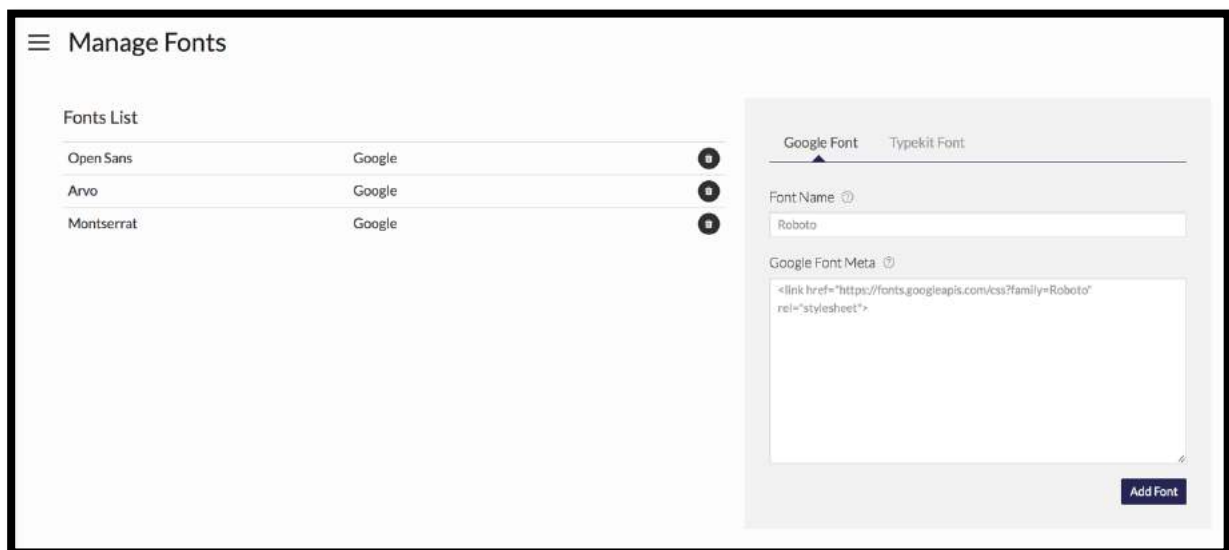 Manage Fonts
Fonts List
Open Sans Google
Arvo Google
Montserrat Google
Google Font Typekit Font
Font Name
Roboto
Google Font Meta
<link href="https://fonts.googleapis.com/css?family=Roboto"
rel="stylesheet">
Add Font